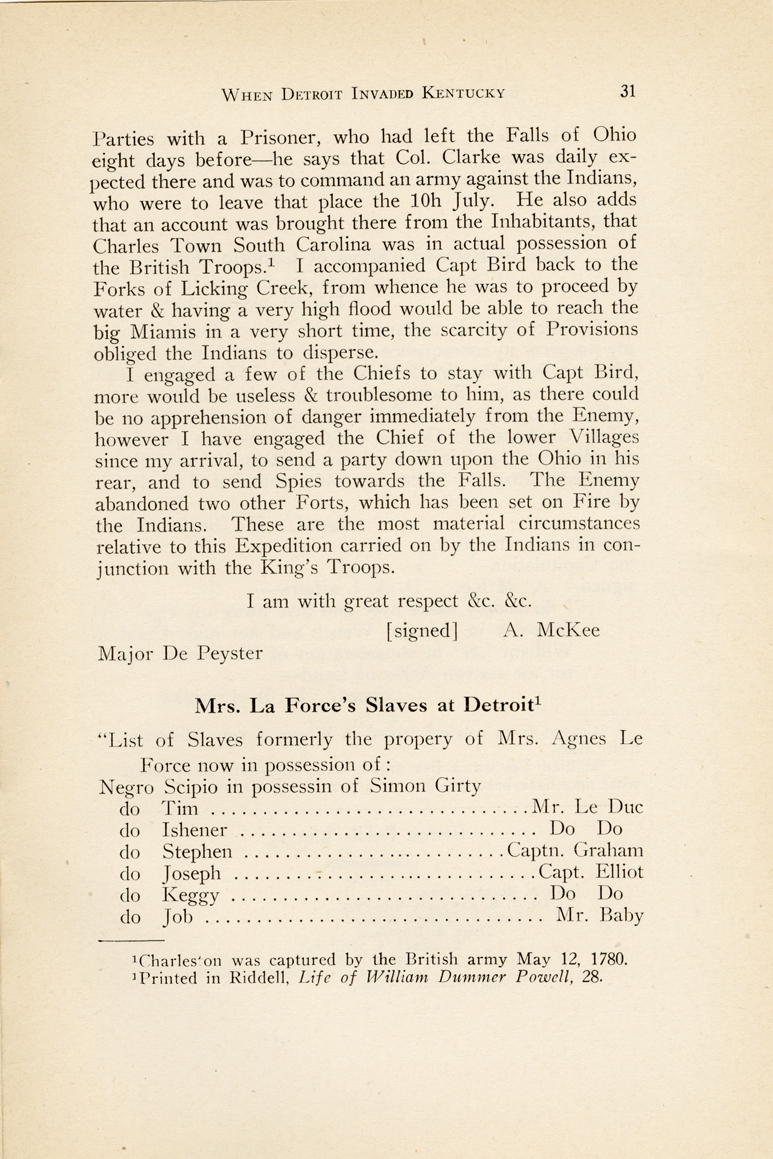 When Detroit Invaded Kentucky 31
Parties with a Prisoner, who had left the Falls of Ohio
eight days before—he says that Col. Clarke was daily ex-
pected there and was to command an army against the Indians,
who were to leave that place the 10h July. He also adds
that an account was brought there from the Inhabitants, that
Charles Town South Carolina was in actual possession of
the British Troops.¹ I accompanied Capt Bird back to the
Forks of Licking Creek, from whence he was to proceed by
water & having a very high flood would be able to reach the
big Miamis in a very short time, the scarcity of Provisions
obliged the Indians to disperse.
I engaged a few of the Chiefs to stay with Capt Bird,
more would be useless & troublesome to him, as there could
be no apprehension of danger immediately from the Enemy,
however I have engaged the Chief of the lower Villages
since my arrival, to send a party down upon the Ohio in his
rear, and to send Spies towards the Falls. The Enemy
abandoned two other Forts, which has been set on Fire by
the Indians. These are the most material circumstances
relative to this Expedition carried on by the Indians in con-
junction with the King's Troops.
I am with great respect &c. &c.
[signed] A. McKee
Major De Peyster
Mrs. La Force's Slaves at Detroit¹
"List of Slaves formerly the propery of Mrs. Agnes Le
Force now in possession of :
Negro Scipio in possessin of Simon Girty
do Tim ..............................Mr. Le Duc
do Ishener ............................. Do Do
do Stephen .........................Captn. Graham
do Joseph .............................Capt. Elliot
do Keggy .............................. Do Do
do Job ................................. Mr. Baby
¹Charles'on was captured by the British army May 12, 1780.
¹Printed in Riddell, Life of William Dummer Powell, 28.